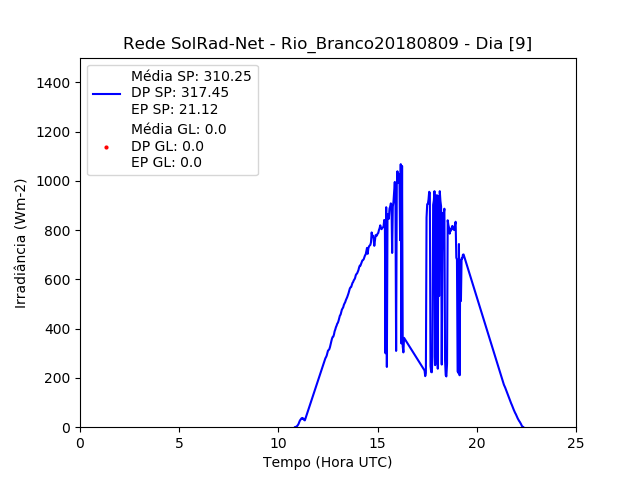 Rede SolRad-Net - Rio_Branco20180809 - Dia [9]
Média SP: 310.25
DP SP: 317.45
EP SP: 21.12
Média GL: 0.0
DP GL: 0.0
EP GL: 0.0
Irradiância (Wm-2)
1400
1200
1000
800
600
400
200
0
0 5 10 15 20 25
Tempo (Hora UTC)